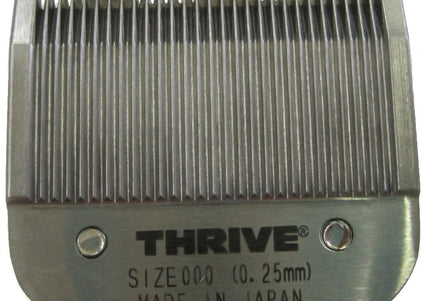 THRIVE®
SIZE000 (0.25mm)
MADE IN JAPAN